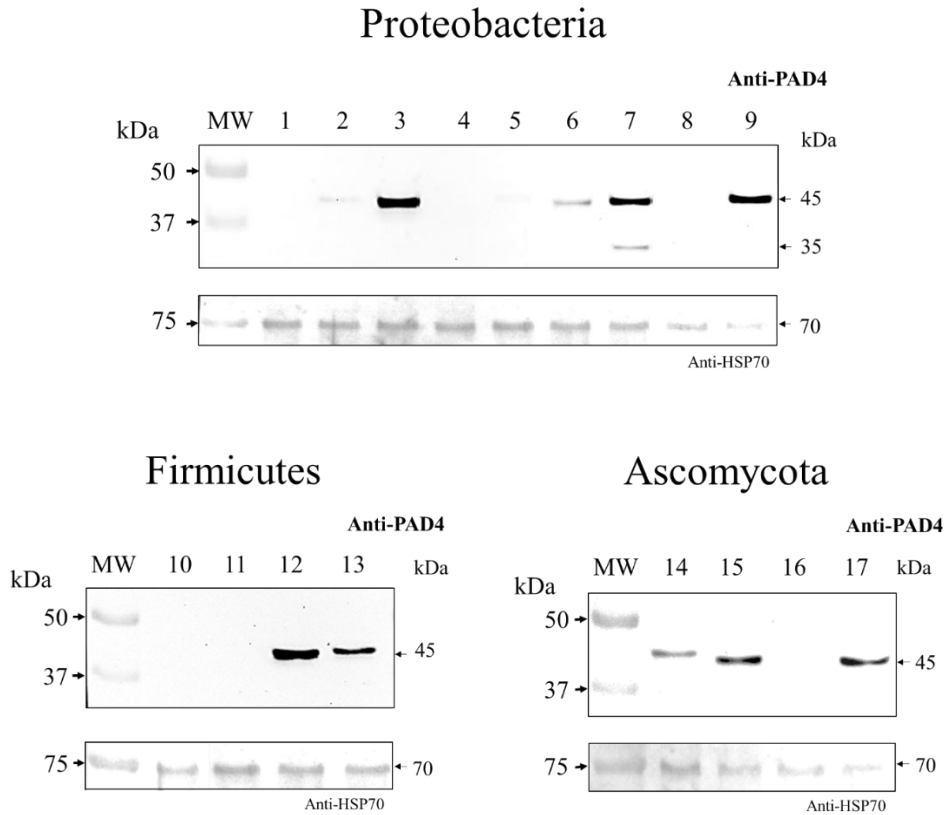 Proteobacteria
Anti-PAD4
kDa MW 1 2 3 4 5 6 7 8 9 kDa
50 45
37 35
75 70
Anti-HSP70
Firmicutes
Anti-PAD4
kDa MW 10 11 12 13 kDa
50 45
37
75 70
Anti-HSP70
Ascomycota
Anti-PAD4
kDa MW 14 15 16 17 kDa
50 45
37
75 70
Anti-HSP70